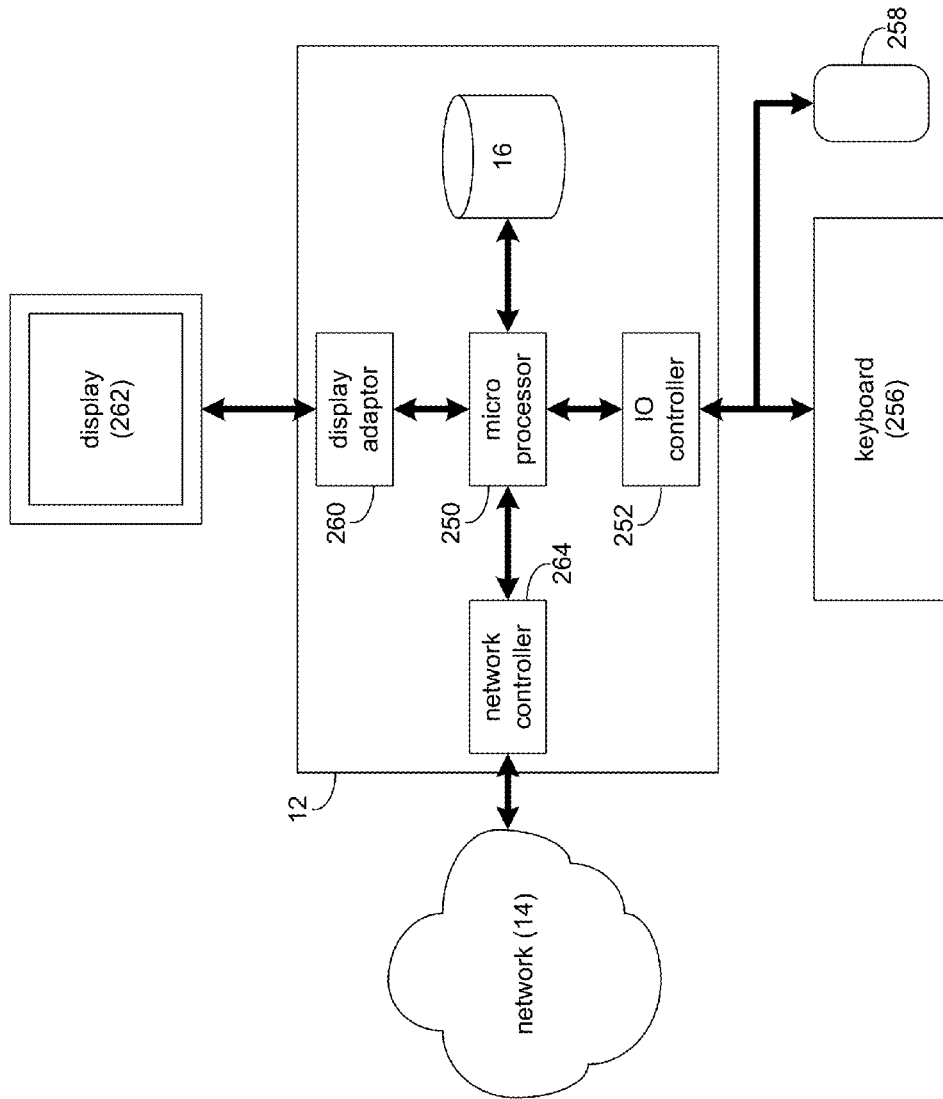 display
(262)
display
adaptor
260
micro
processor
250
16
IO
controller
252
network
controller
264
12
network (14)
258
keyboard
(256)